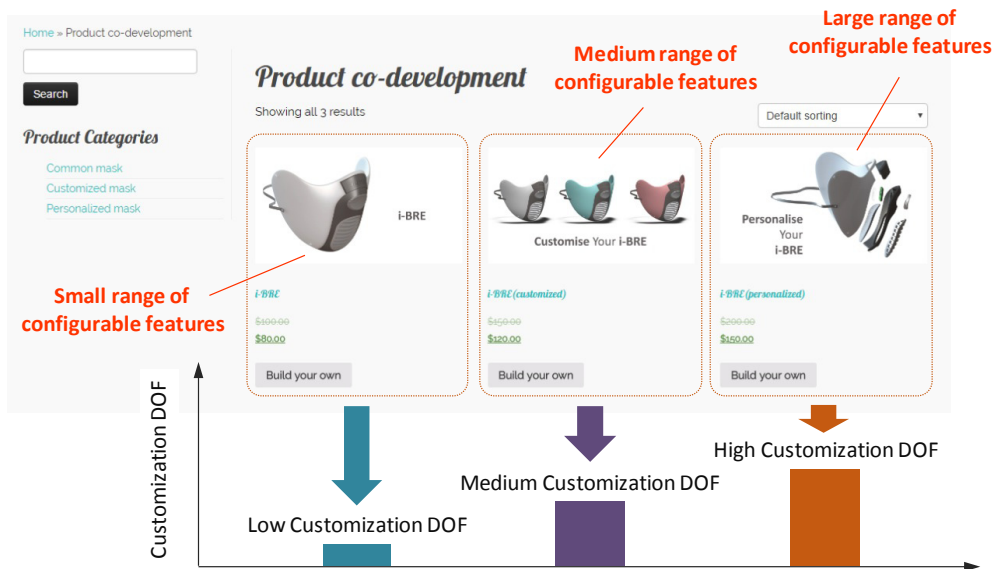 Home » Product co-development
Search
Product Categories
Common mask
Customized mask
Personalized mask
Product co-development
Showing all 3 results
Default sorting
Small range of
configurable features
Medium range of
configurable features
Large range of
configurable features
i-BRE
i-BRE
$100.00
$80.00
Build your own
Customise Your i-BRE
i-BRE (customized)
$150.00
$120.00
Build your own
Personalise
Your
i-BRE
i-BRE (personalized)
$200.00
$150.00
Build your own
Customization DOF
Low Customization DOF
Medium Customization DOF
High Customization DOF